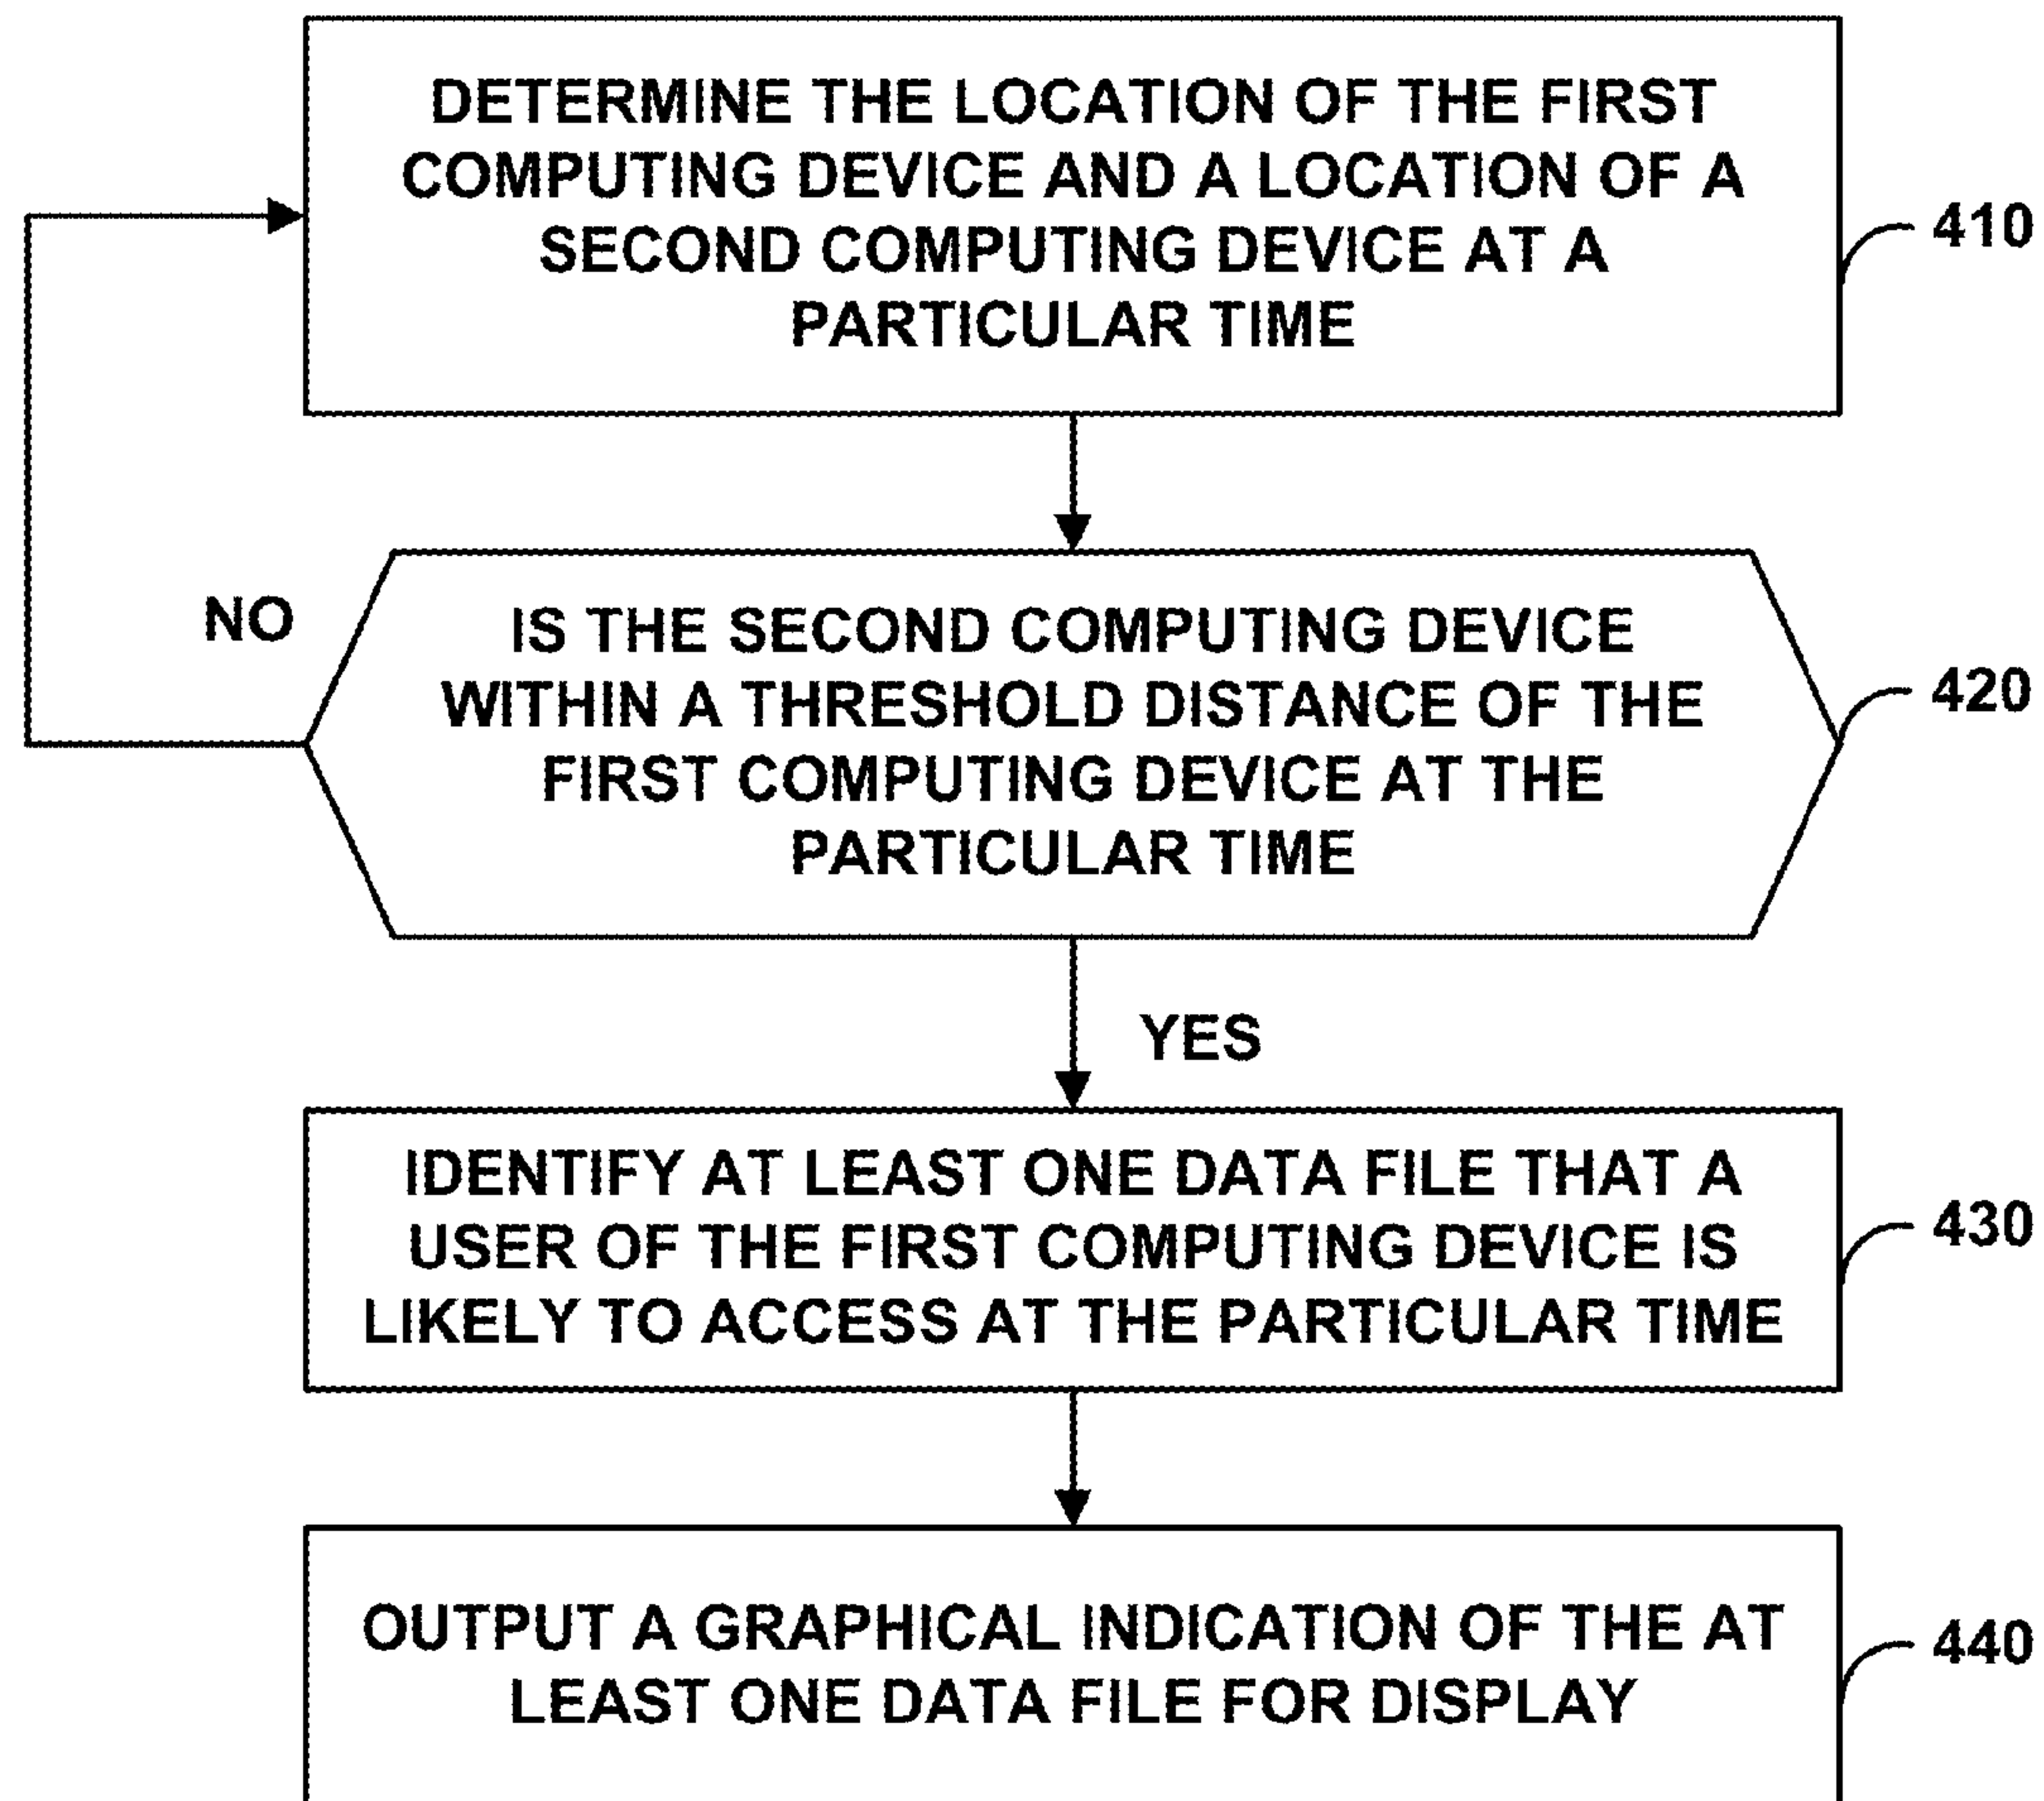 DETERMINE THE LOCATION OF THE FIRST
COMPUTING DEVICE AND A LOCATION OF A
SECOND COMPUTING DEVICE AT A
PARTICULAR TIME
410
NO
IS THE SECOND COMPUTING DEVICE
WITHIN A THRESHOLD DISTANCE OF THE
FIRST COMPUTING DEVICE AT THE
PARTICULAR TIME
420
YES
IDENTIFY AT LEAST ONE DATA FILE THAT A
USER OF THE FIRST COMPUTING DEVICE IS
LIKELY TO ACCESS AT THE PARTICULAR TIME
430
OUTPUT A GRAPHICAL INDICATION OF THE AT
LEAST ONE DATA FILE FOR DISPLAY
440